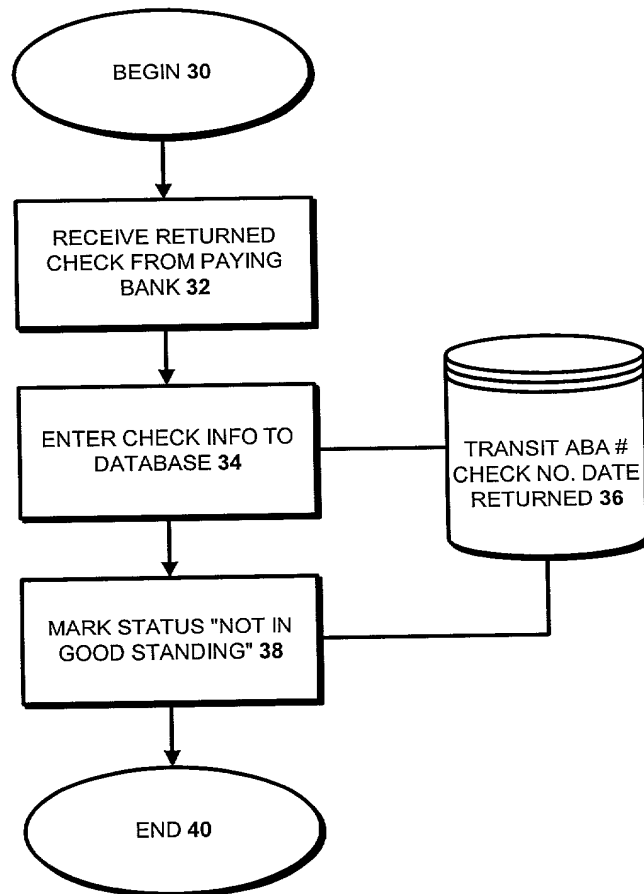 BEGIN 30
RECEIVE RETURNED
CHECK FROM PAYING
BANK 32
ENTER CHECK INFO TO
DATABASE 34
TRANSIT ABA #
CHECK NO. DATE
RETURNED 36
MARK STATUS "NOT IN
GOOD STANDING" 38
END 40